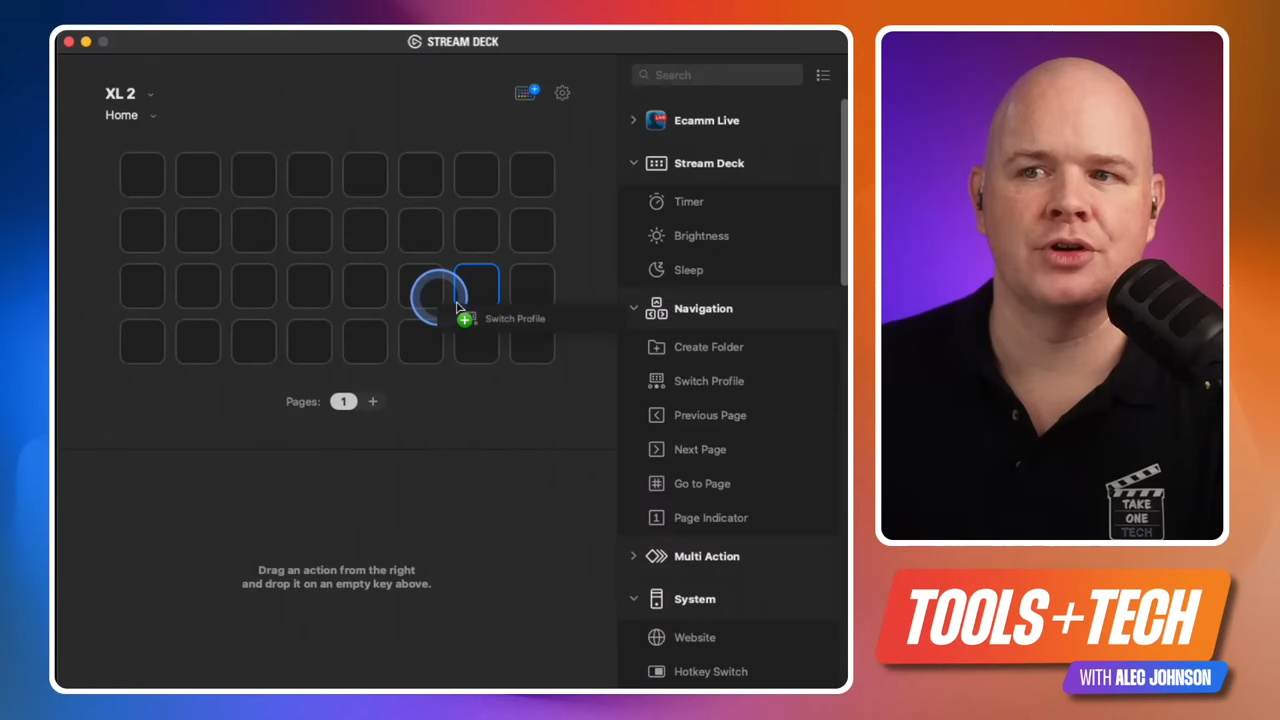 STREAM DECK
XL 2
Home
Search
Ecamm Live
Stream Deck
Timer
Brightness
Sleep
Navigation
Create Folder
Switch Profile
Previous Page
Next Page
Go to Page
Page Indicator
Multi Action
System
Website
Hotkey Switch
Switch Profile
Pages: 1 +
Drag an action from the right
and drop it on an empty key above.
TAKE
ONE
TECH
TOOLS+TECH
WITH ALEC JOHNSON